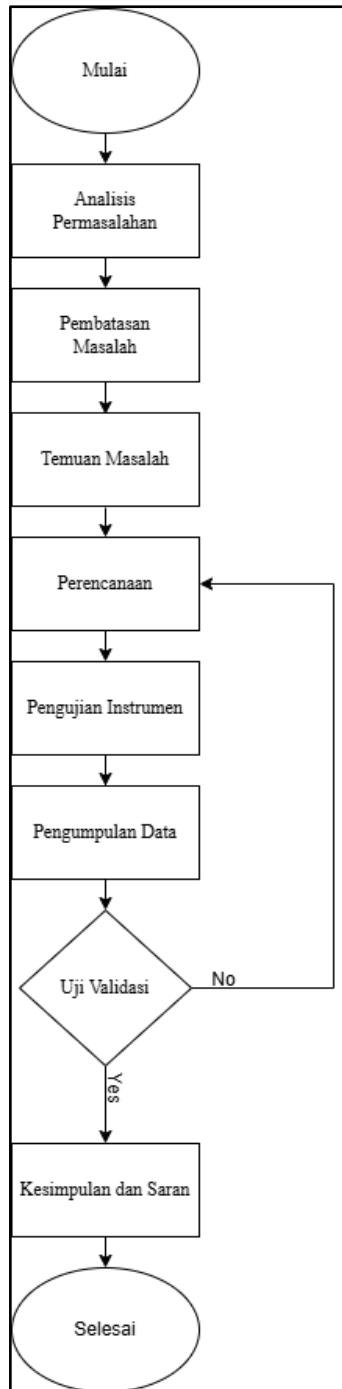 Mulai
Analisis
Permasalahan
Pembatasan
Masalah
Temuan Masalah
Perencanaan
Pengujian Instrumen
Pengumpulan Data
Uji Validasi
No
Yes
Kesimpulan dan Saran
Selesai